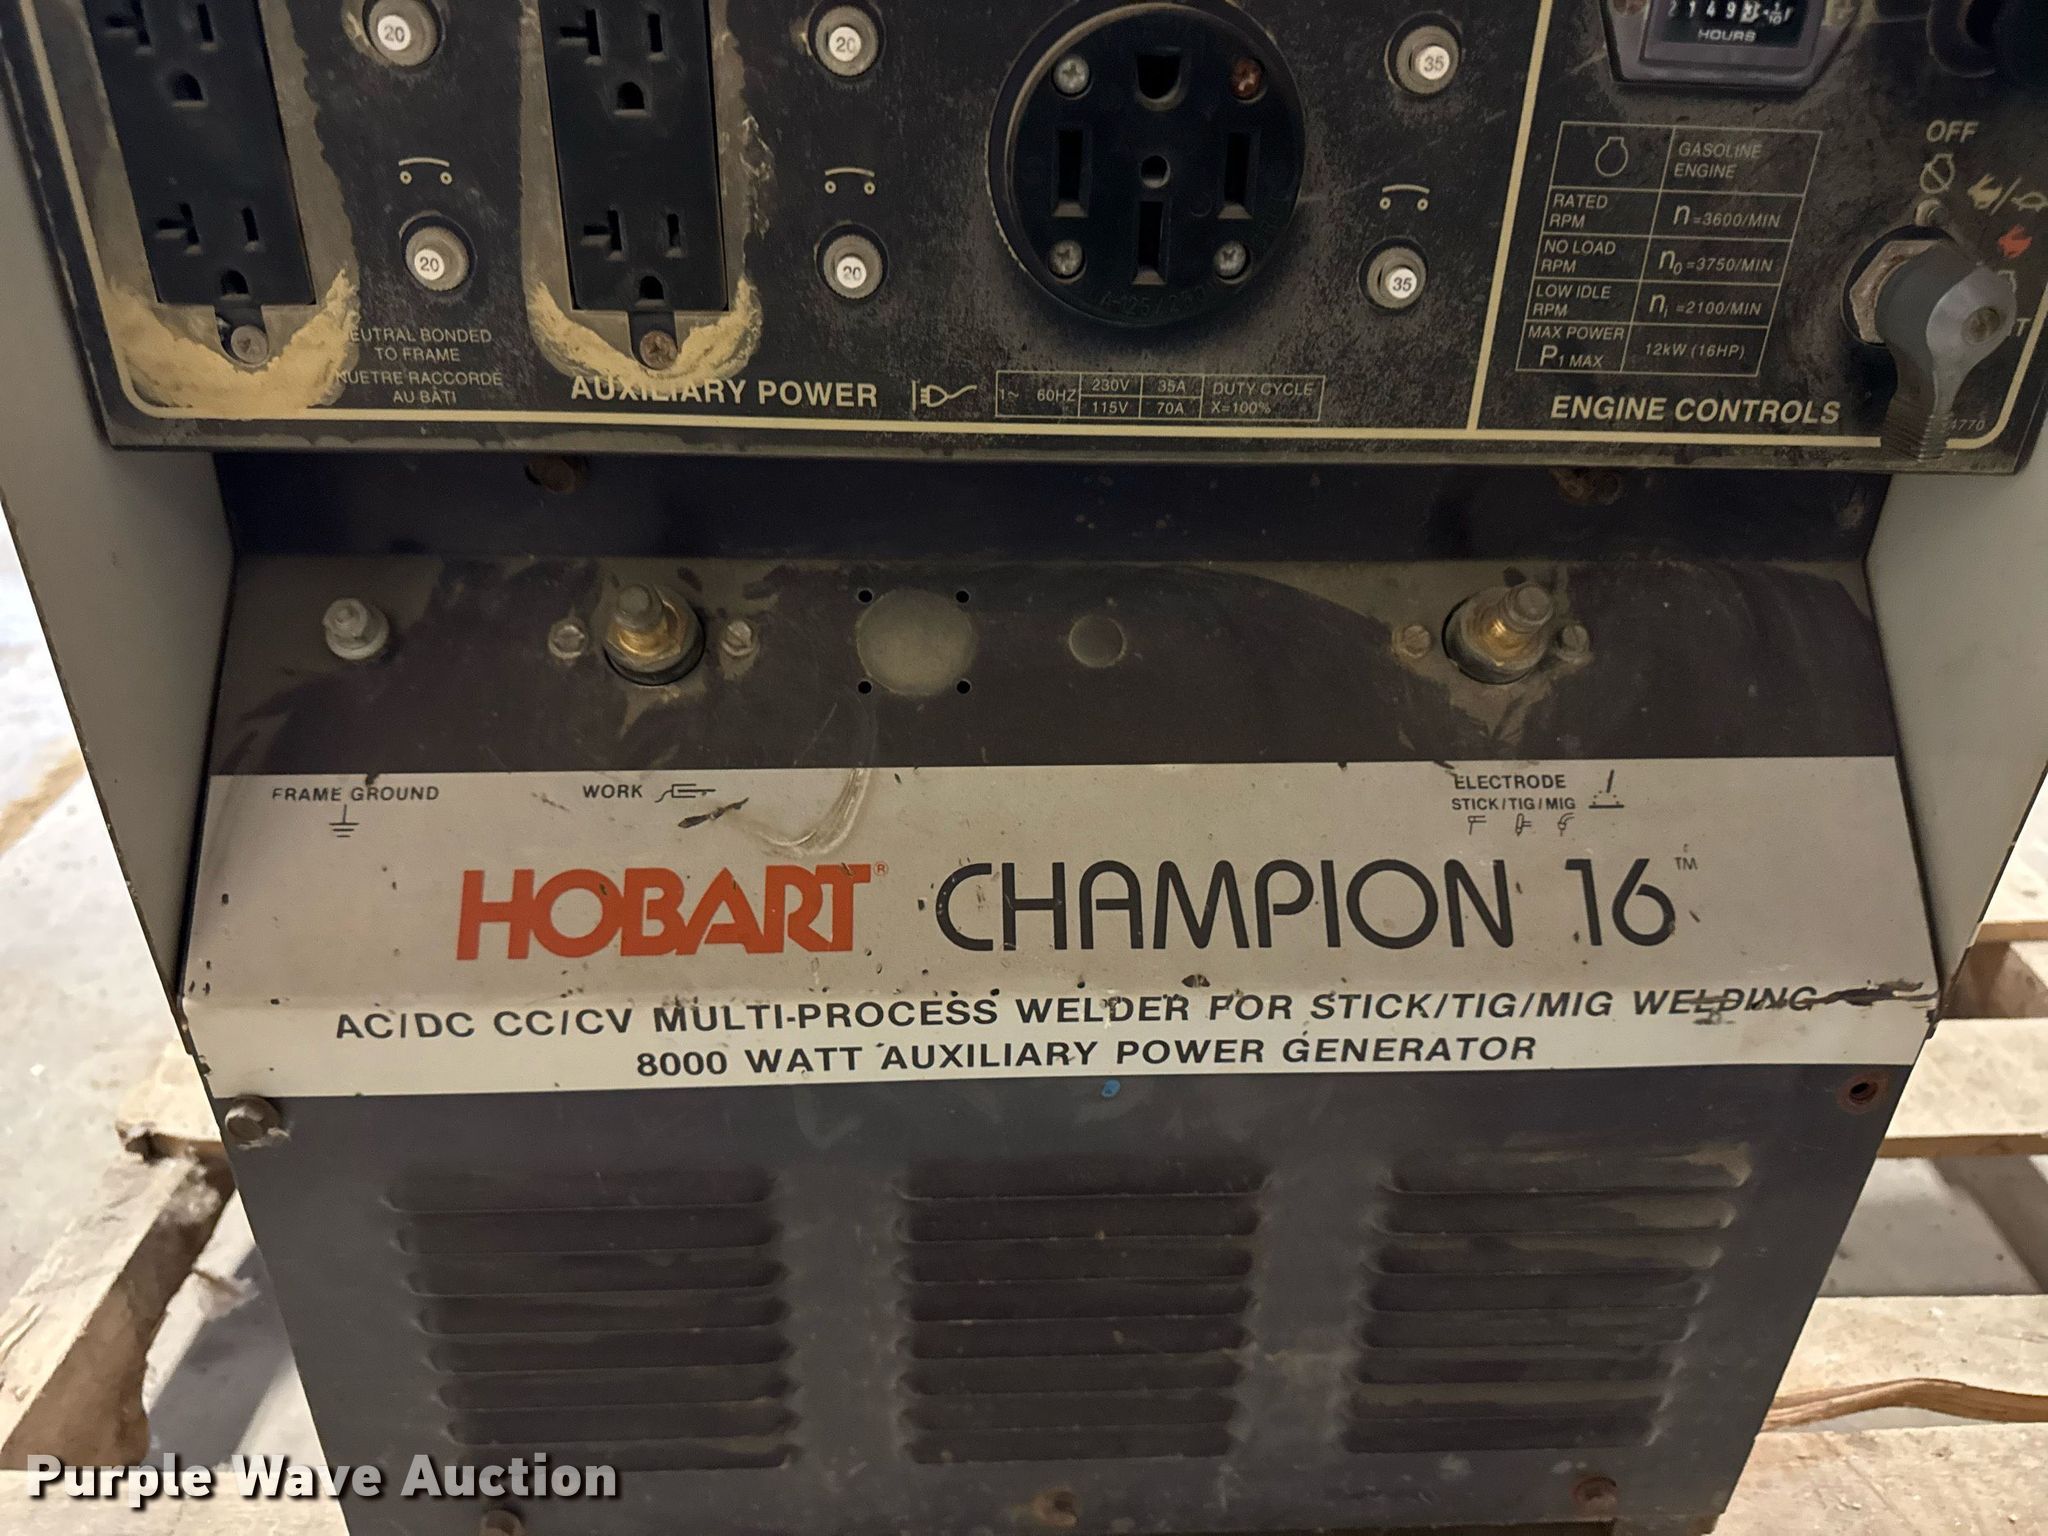 HOURS
20
20
35
OFF
GASOLINE
ENGINE
RATED
RPM
n =3600/MIN
NO LOAD
RPM
n0 =3750/MIN
LOW IDLE
RPM
ni =2100/MIN
MAX POWER
P1 MAX
12kW (16HP)
20
20
35
EUTRAL BONDED
TO FRAME
NUETRE RACCORDE
AU BÀTI
AUXILIARY POWER
1~ 60HZ
230V 35A
115V 70A
DUTY CYCLE
X=100%
ENGINE CONTROLS
4770
FRAME GROUND
WORK
ELECTRODE
STICK/TIG/MIG
HOBART® CHAMPION 16™
AC/DC CC/CV MULTI-PROCESS WELDER FOR STICK/TIG/MIG WELDING
8000 WATT AUXILIARY POWER GENERATOR
Purple Wave Auction